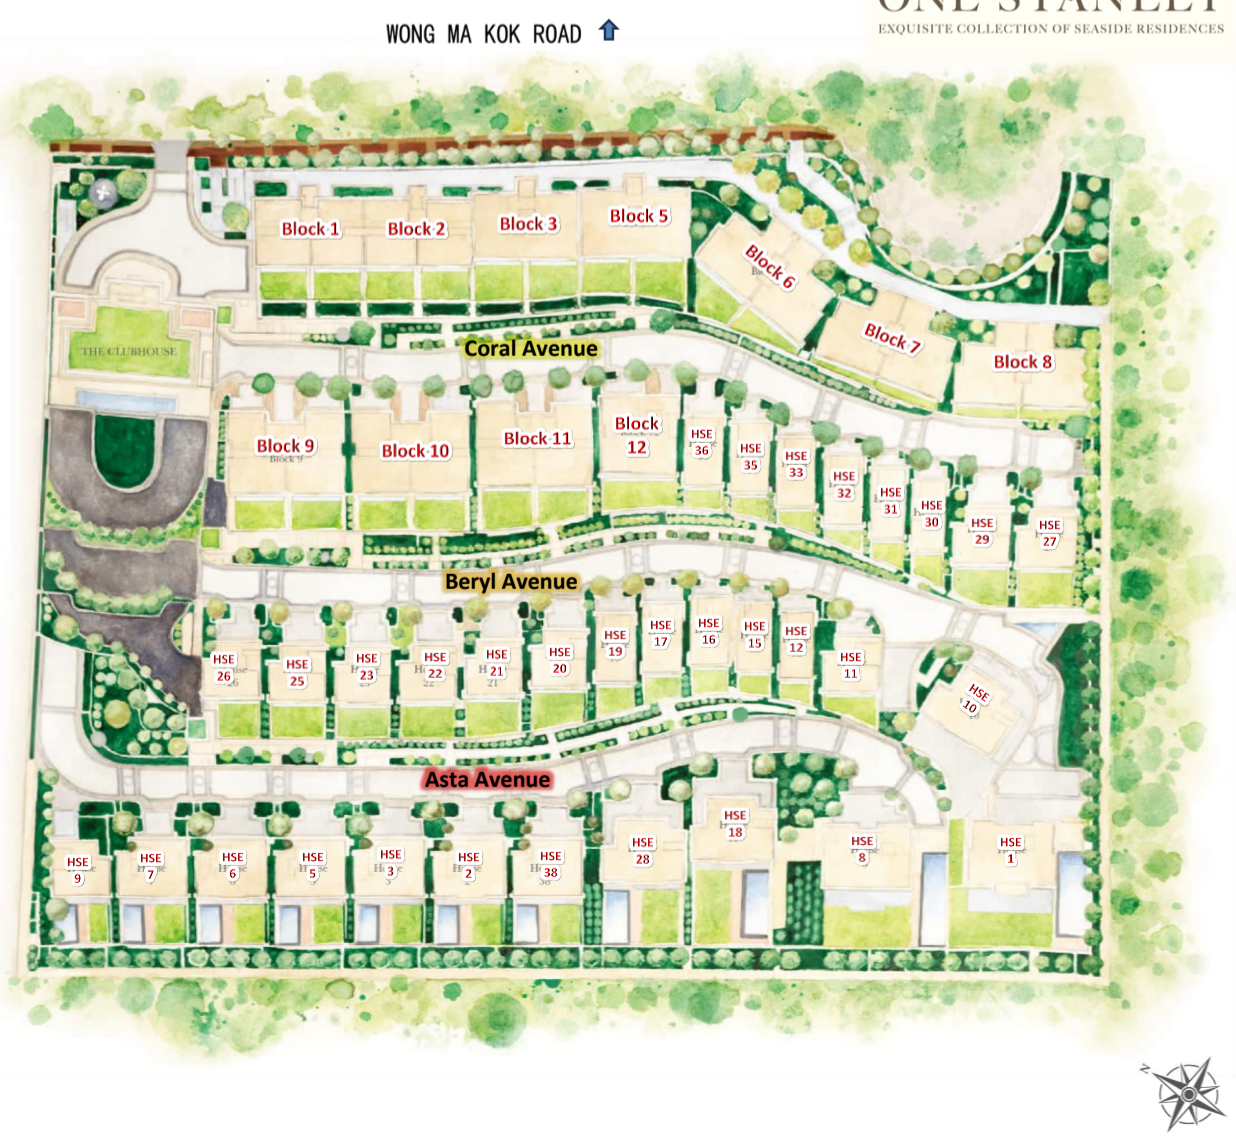 ONE STANLEY
EXQUISITE COLLECTION OF SEASIDE RESIDENCES
WONG MA KOK ROAD
Block 1
Block 2
Block 3
Block 5
Block 6
Block 7
Block 8
THE CLUBHOUSE
Coral Avenue
Block 9
Block 9
Block 10
Block 11
Block
12
HSE
36
HSE
35
HSE
33
HSE
32
HSE
31
HSE
30
HSE
29
HSE
27
Beryl Avenue
HSE
26
HSE
25
HSE
23
HSE
22
HSE
21
HSE
20
HSE
19
HSE
17
HSE
16
HSE
15
HSE
12
HSE
11
HSE
10
Asta Avenue
HSE
9
HSE
7
HSE
6
HSE
5
HSE
3
HSE
2
HSE
38
HSE
28
HSE
18
HSE
8
HSE
1
N